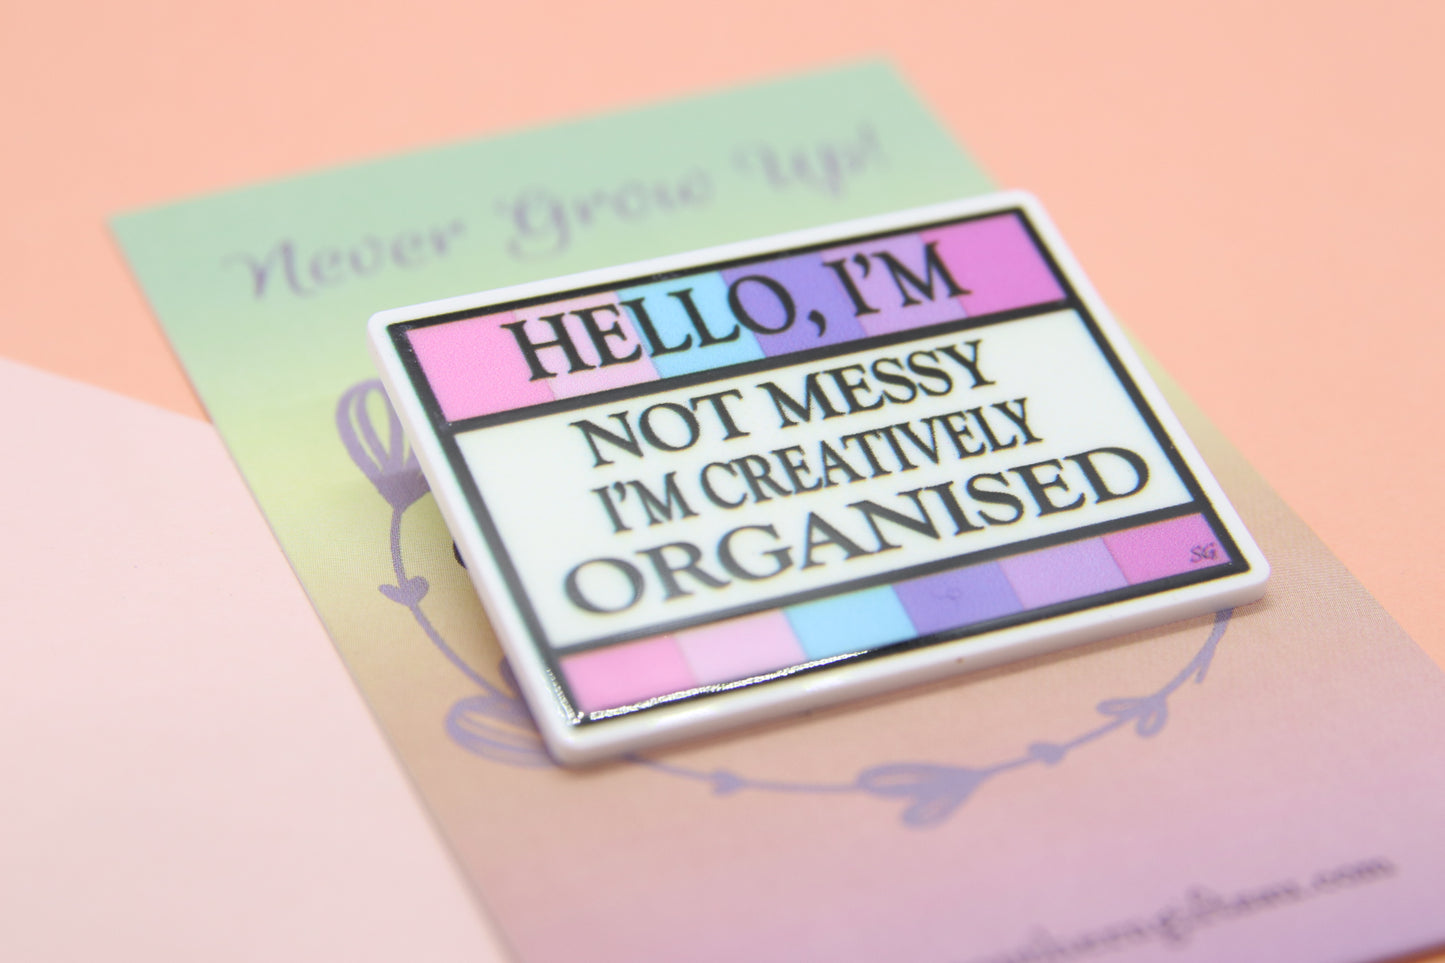 Never Grow Up!
HELLO, I'M
NOT MESSY
I'M CREATIVELY
ORGANISED
SG